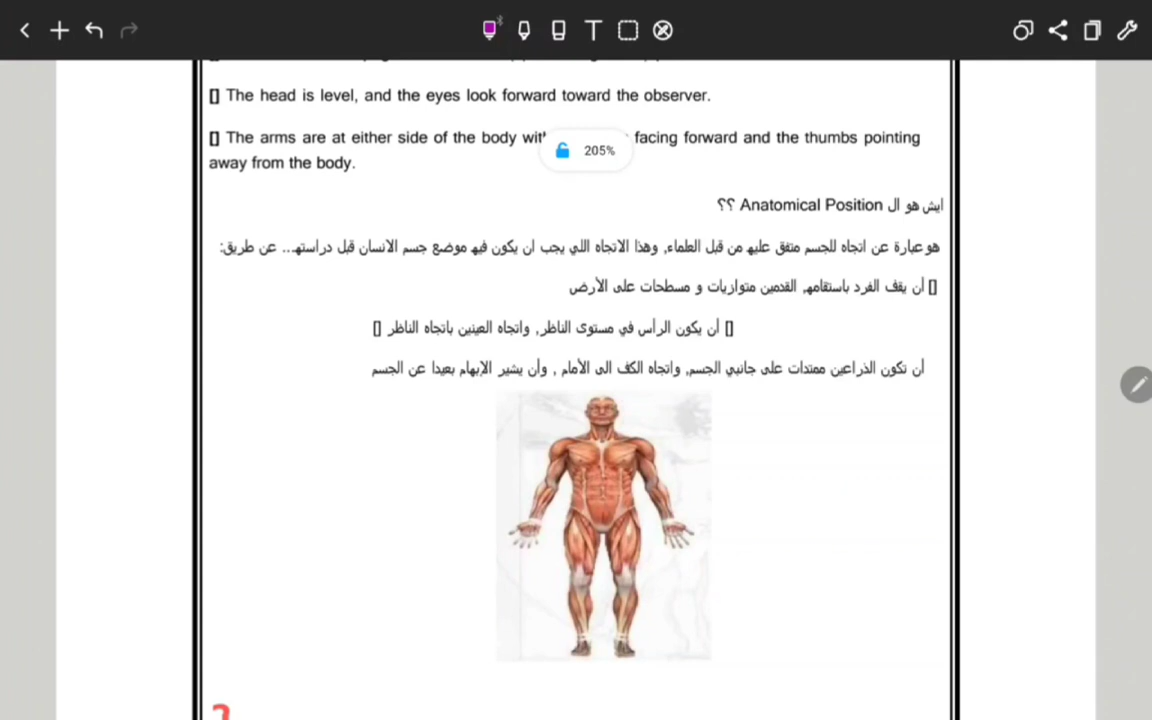 [] The head is level, and the eyes look forward toward the observer.
[] The arms are at either side of the body facing forward and the thumbs pointing
205%
away from the body.
ايش هو ال Anatomical Position ؟؟
هو عبارة عن اتجاه للجسم متفق عليه من قبل العلماء, وهذا الاتجاه اللي يجب ان يكون فيه موضع جسم الانسان قبل دراسته... عن طريق:
[] أن يقف الفرد باستقامه, القدمين متوازيات و مسطحات على الأرض
[] أن يكون الرأس في مستوى الناظر, واتجاه العينين باتجاه الناظر []
أن تكون الذراعين ممتدات على جانبي الجسم, واتجاه الكف الى الأمام , وأن يشير الإبهام بعيدا عن الجسم